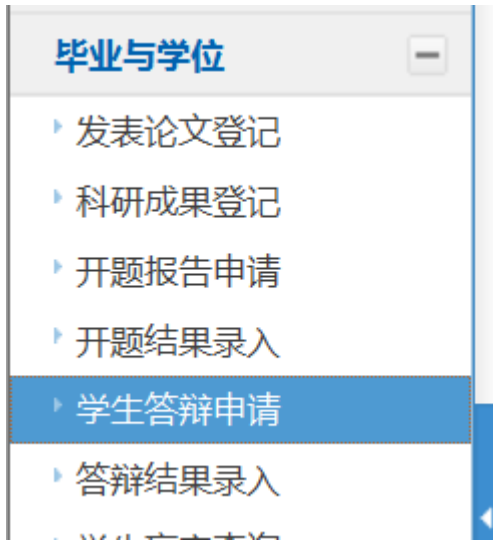 毕业与学位
发表论文登记
科研成果登记
开题报告申请
开题结果录入
学生答辩申请
答辩结果录入